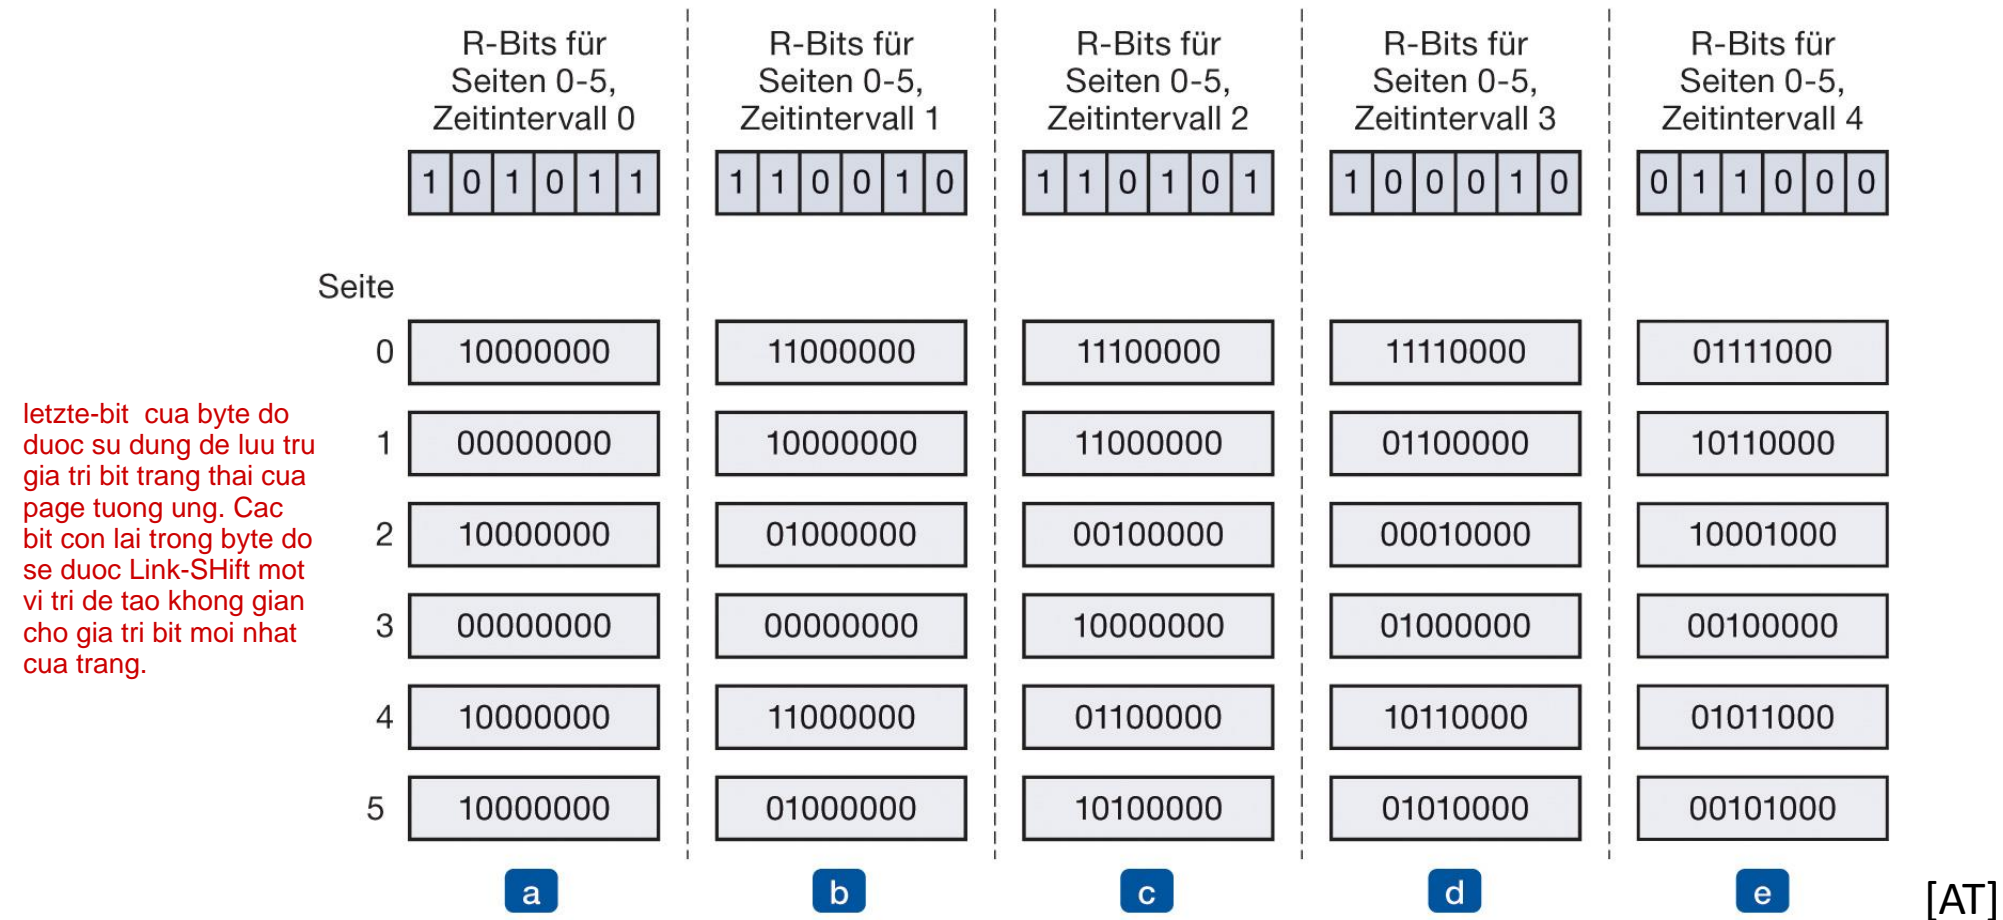 R-Bits für
Seiten 0-5,
Zeitintervall 0
R-Bits für
Seiten 0-5,
Zeitintervall 1
R-Bits für
Seiten 0-5,
Zeitintervall 2
R-Bits für
Seiten 0-5,
Zeitintervall 3
R-Bits für
Seiten 0-5,
Zeitintervall 4
1 0 1 0 1 1
1 1 0 0 1 0
1 1 0 1 0 1
1 0 0 0 1 0
0 1 1 0 0 0
Seite
0 10000000 11000000 11100000 11110000 01111000
1 00000000 10000000 11000000 01100000 10110000
2 10000000 01000000 00100000 00010000 10001000
3 00000000 00000000 10000000 01000000 00100000
4 10000000 11000000 01100000 10110000 01011000
5 10000000 01000000 10100000 01010000 00101000
a b c d e
letzte-bit cua byte do
duoc su dung de luu tru
gia tri bit trang thai cua
page tuong ung. Cac
bit con lai trong byte do
se duoc Link-SHift mot
vi tri de tao khong gian
cho gia tri bit moi nhat
cua trang.
[AT]